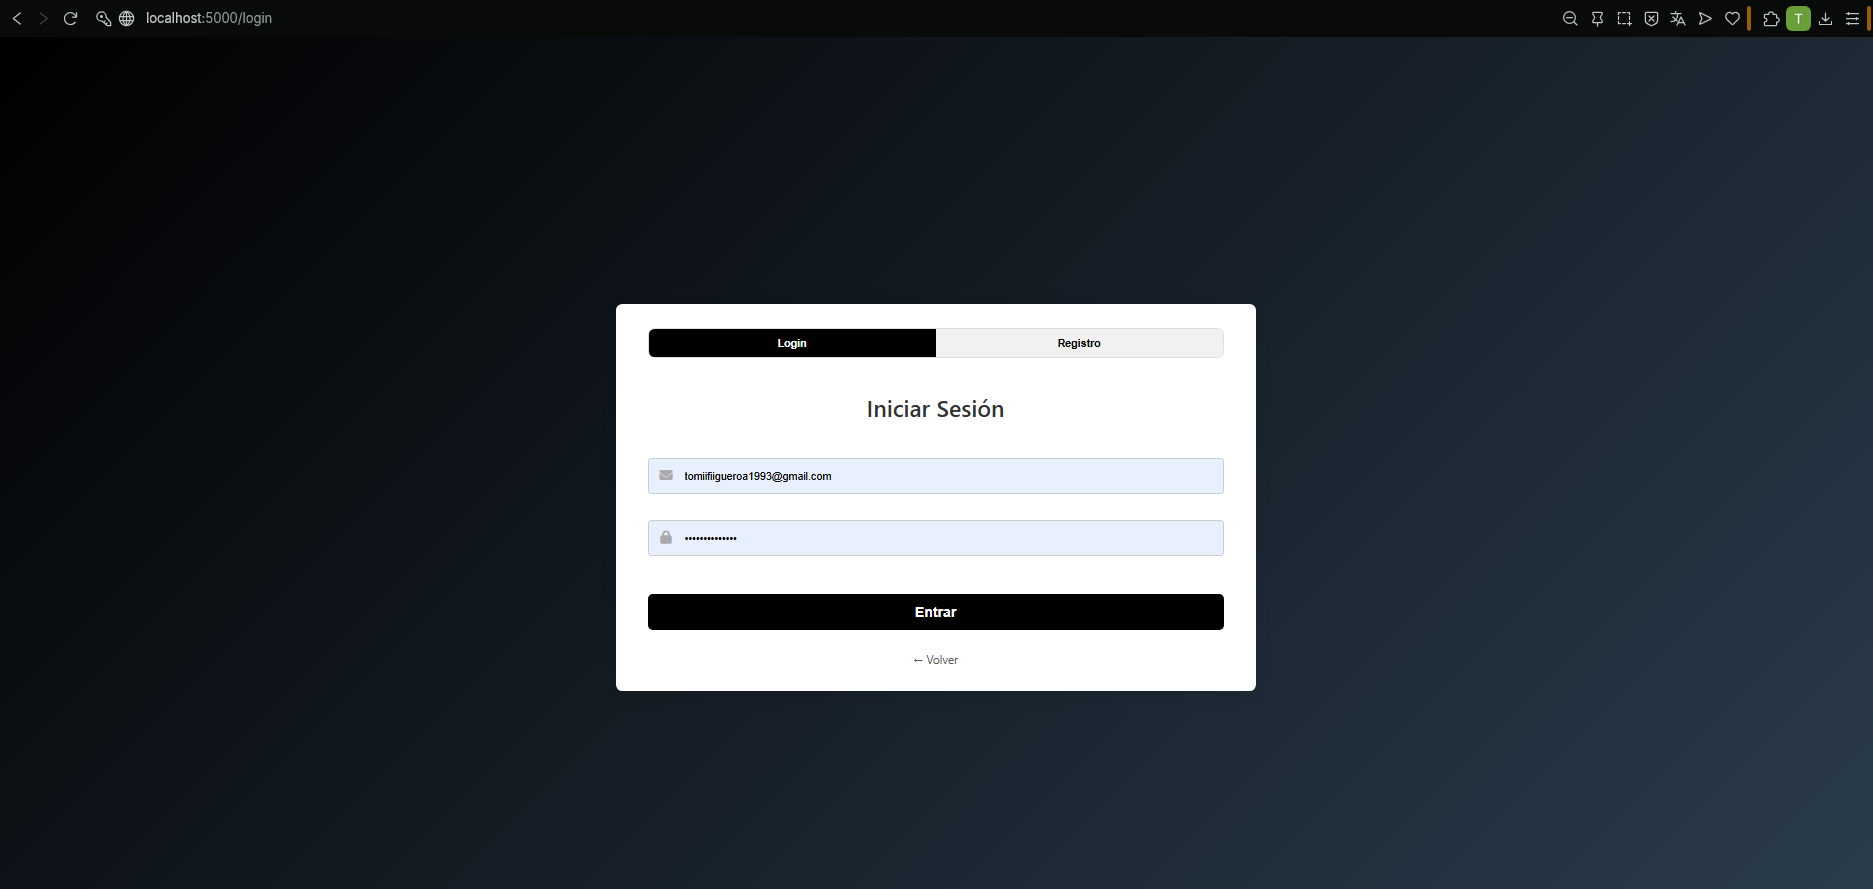 localhost:5000/login
T
Login
Registro
Iniciar Sesión
tomiifiigueroa1993@gmail.com
••••••••••••••
Entrar
← Volver